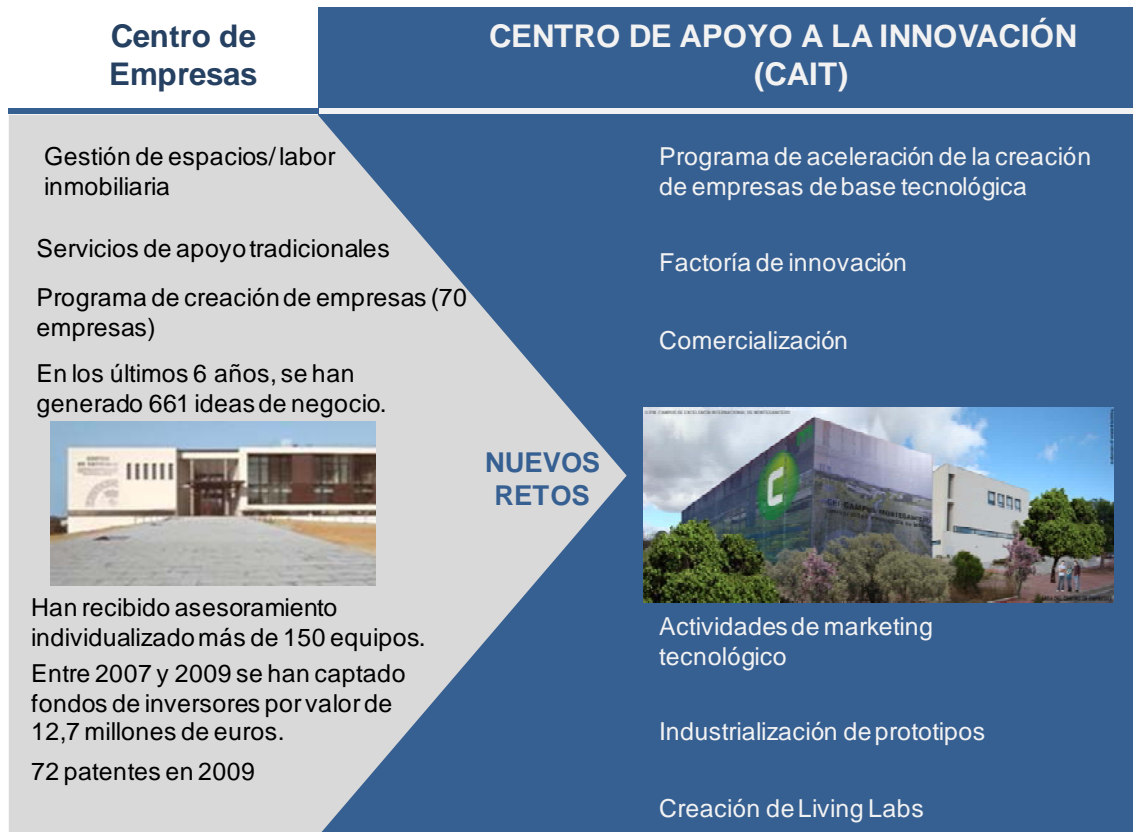 Centro de
Empresas
CENTRO DE APOYO A LA INNOVACIÓN
(CAIT)
Gestión de espacios/ labor
inmobiliaria
Servicios de apoyo tradicionales
Programa de creación de empresas (70
empresas)
En los últimos 6 años, se han
generado 661 ideas de negocio.
Han recibido asesoramiento
individualizado más de 150 equipos.
Entre 2007 y 2009 se han captado
fondos de inversores por valor de
12,7 millones de euros.
72 patentes en 2009
NUEVOS
RETOS
Programa de aceleración de la creación
de empresas de base tecnológica
Factoría de innovación
Comercialización
CAMPUS
Actividades de marketing
tecnológico
Industrialización de prototipos
Creación de Living Labs